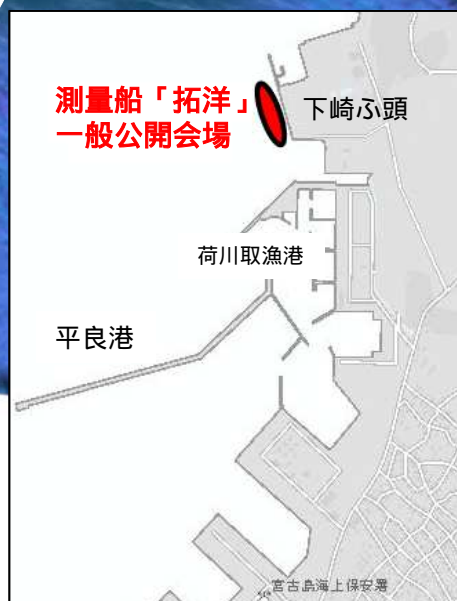 測量船「拓洋」
一般公開会場
下崎ふ頭
荷川取漁港
平良港
宮古島海上保安署